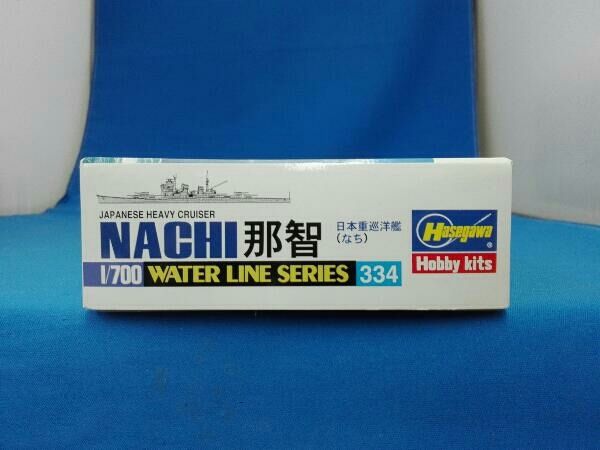 JAPANESE HEAVY CRUISER
NACHI 那智
日本重巡洋艦
(なち)
1/700 WATER LINE SERIES 334
Hasegawa ®
Hobby kits